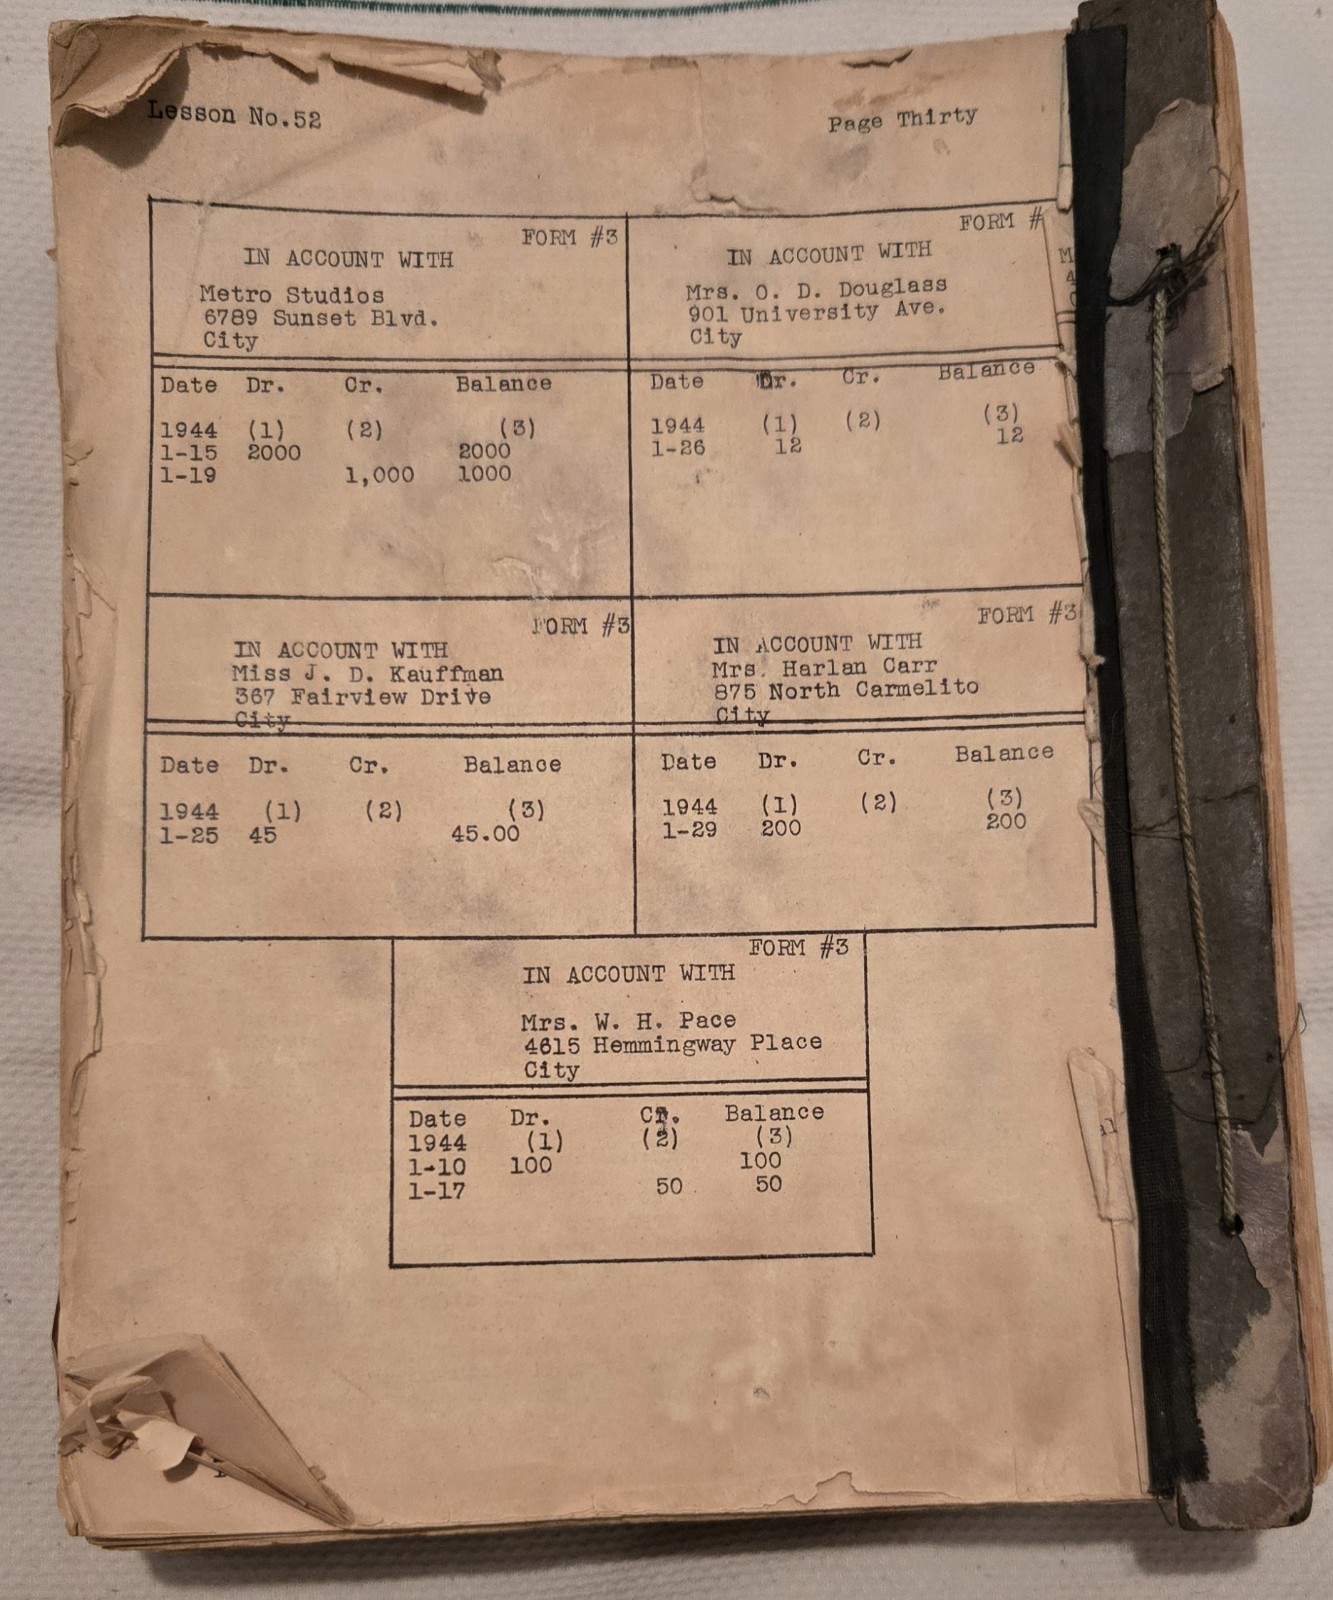 Lesson No.52
Page Thirty
FORM #3
IN ACCOUNT WITH
Metro Studios
6789 Sunset Blvd.
City
Date Dr. Cr. Balance
1944 (1) (2) (3)
1-15 2000 2000
1-19 1,000 1000
FORM #
IN ACCOUNT WITH
Mrs. O. D. Douglass
901 University Ave.
City
Date Dr. Cr. Balance
1944 (1) (2) (3)
1-26 12 12
FORM #3
IN ACCOUNT WITH
Miss J. D. Kauffman
367 Fairview Drive
City
Date Dr. Cr. Balance
1944 (1) (2) (3)
1-25 45 45.00
FORM #3
IN ACCOUNT WITH
Mrs. Harlan Carr
875 North Carmelito
City
Date Dr. Cr. Balance
1944 (1) (2) (3)
1-29 200 200
FORM #3
IN ACCOUNT WITH
Mrs. W. H. Pace
4615 Hemmingway Place
City
Date Dr. Cr. Balance
1944 (1) (2) (3)
1-10 100 100
1-17 50 50